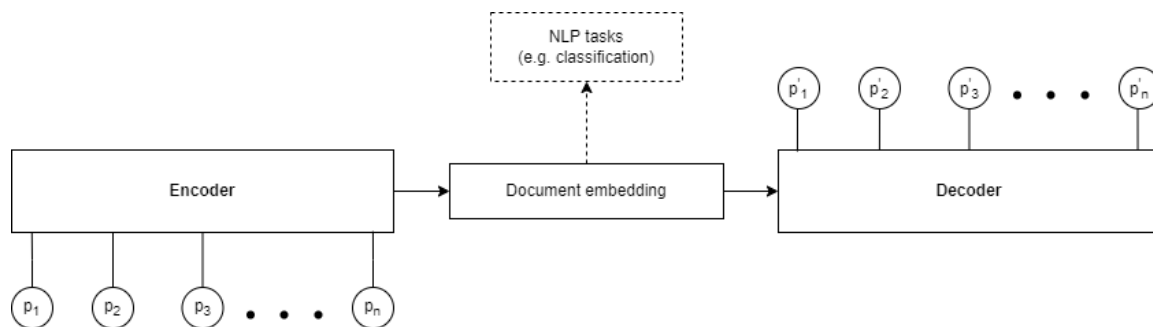 NLP tasks
(e.g. classification)
p'1
p'2
p'3
p'n
Encoder
Document embedding
Decoder
p1
p2
p3
pn